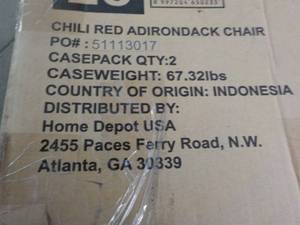 CHILI RED ADIRONDACK CHAIR
PO#: 51113017
CASEPACK QTY:2
CASEWEIGHT: 67.32lbs
COUNTRY OF ORIGIN: INDONESIA
DISTRIBUTED BY:
Home Depot USA
2455 Paces Ferry Road, N.W.
Atlanta, GA 30339